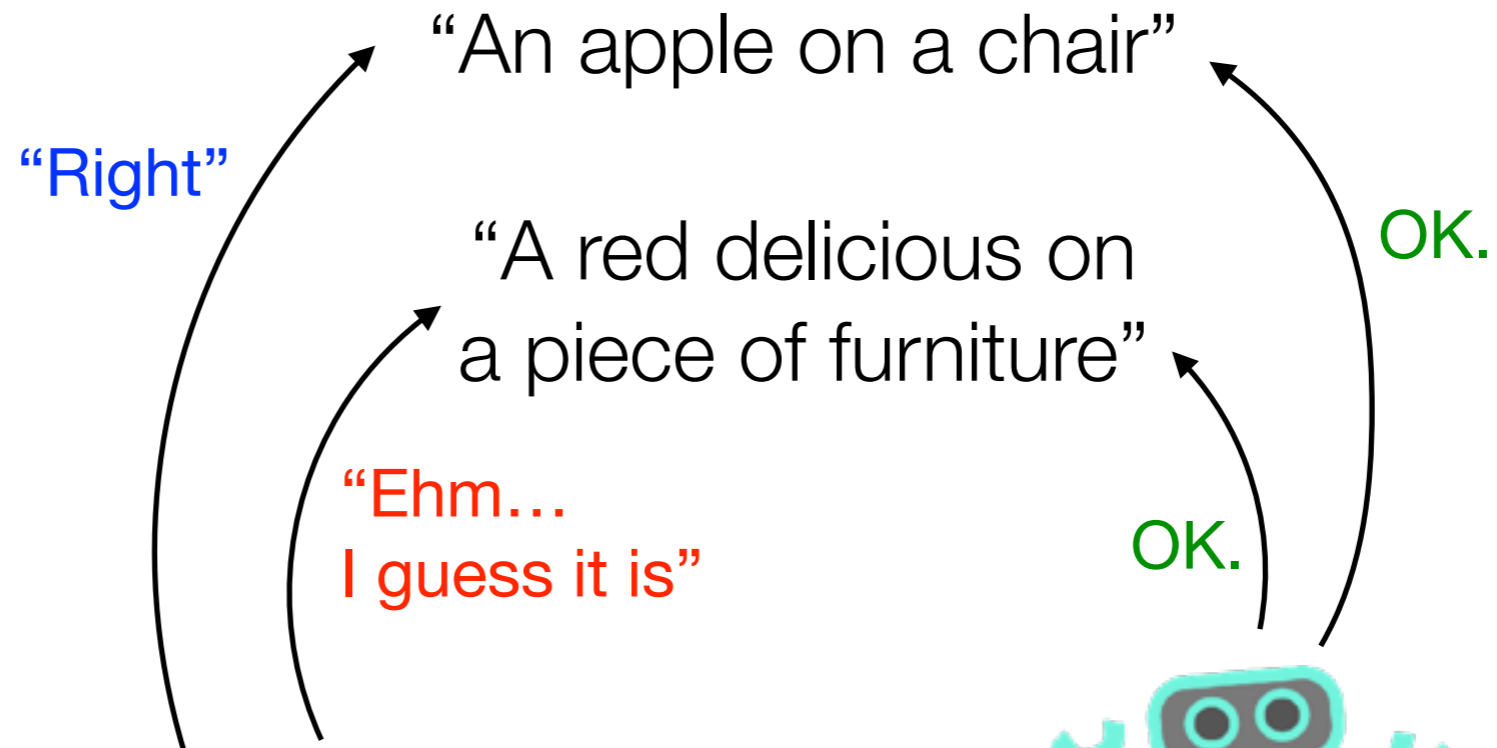 “An apple on a chair”
“Right”
OK.
“A red delicious on
a piece of furniture”
“Ehm…
I guess it is”
OK.